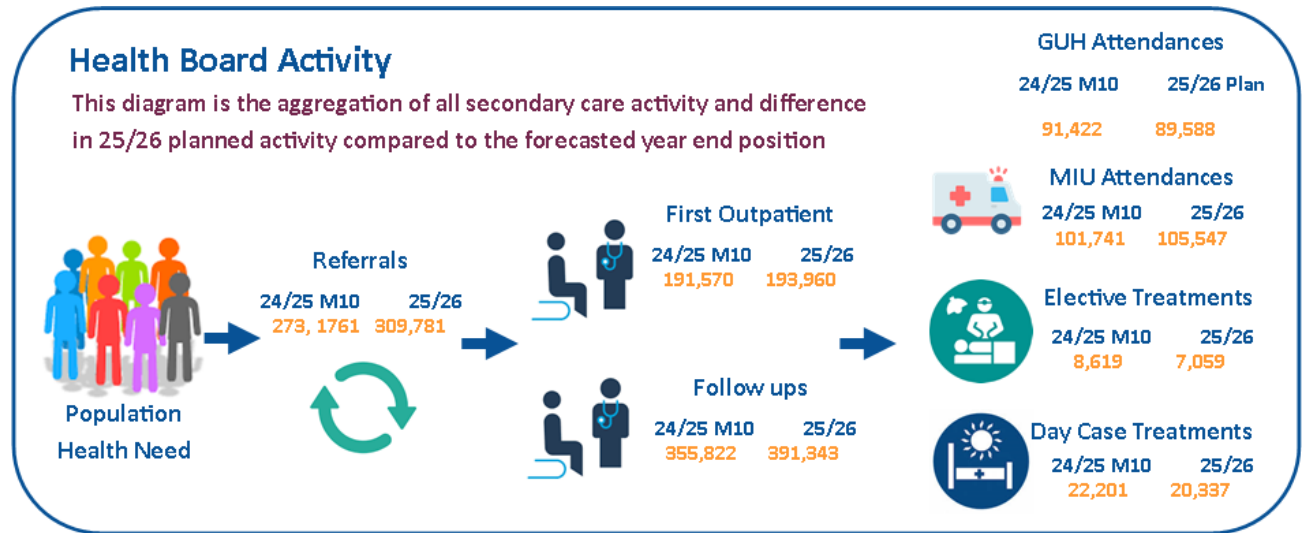 Health Board Activity
This diagram is the aggregation of all secondary care activity and difference
in 25/26 planned activity compared to the forecasted year end position
Population
Health Need
Referrals
24/25 M10 25/26
273, 1761 309,781
First Outpatient
24/25 M10 25/26
191,570 193,960
Follow ups
24/25 M10 25/26
355,822 391,343
GUH Attendances
24/25 M10 25/26 Plan
91,422 89,588
MIU Attendances
24/25 M10 25/26
101,741 105,547
Elective Treatments
24/25 M10 25/26
8,619 7,059
Day Case Treatments
24/25 M10 25/26
22,201 20,337